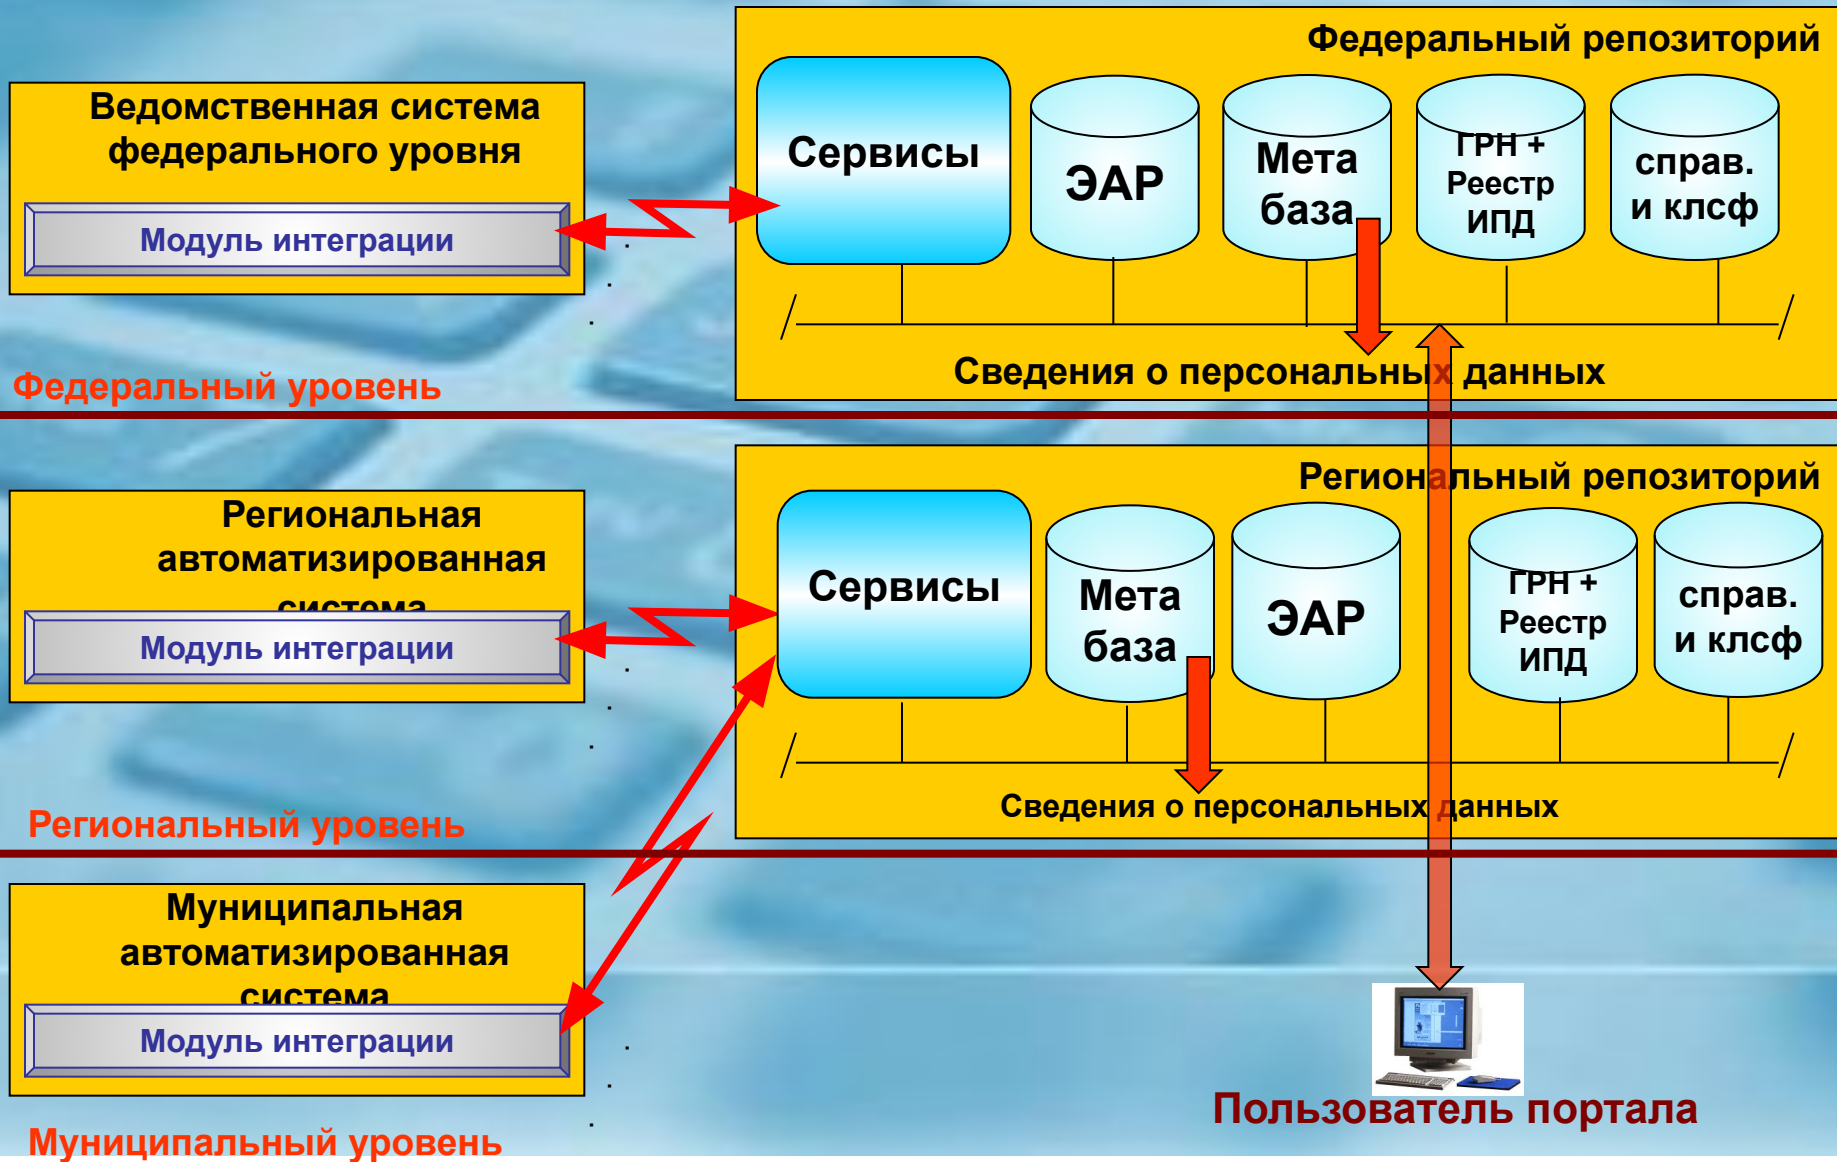 Федеральный репозиторий
Ведомственная система
федерального уровня
Модуль интеграции
Сервисы
ЭАР
Мета
база
ГРН +
Реестр
ИПД
справ.
и клсф
Сведения о персональных данных
Федеральный уровень
Региональный репозиторий
Региональная
автоматизированная
система
Модуль интеграции
Сервисы
Мета
база
ЭАР
ГРН +
Реестр
ИПД
справ.
и клсф
Сведения о персональных данных
Региональный уровень
Муниципальная
автоматизированная
система
Модуль интеграции
Пользователь портала
Муниципальный уровень